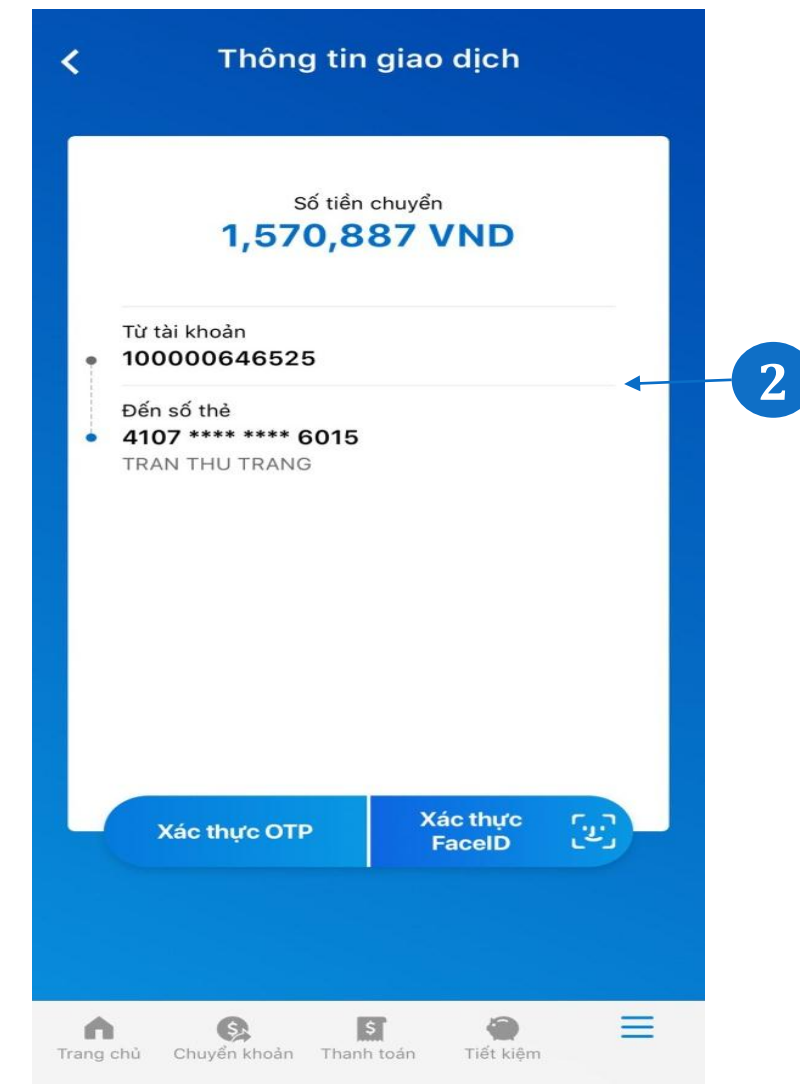 Thông tin giao dịch
Số tiền chuyển
1,570,887 VND
Từ tài khoản
100000646525
2
Đến số thẻ
4107 **** **** 6015
TRAN THU TRANG
Xác thực OTP
Xác thực
FaceID
Trang chủ
Chuyển khoản
Thanh toán
Tiết kiệm